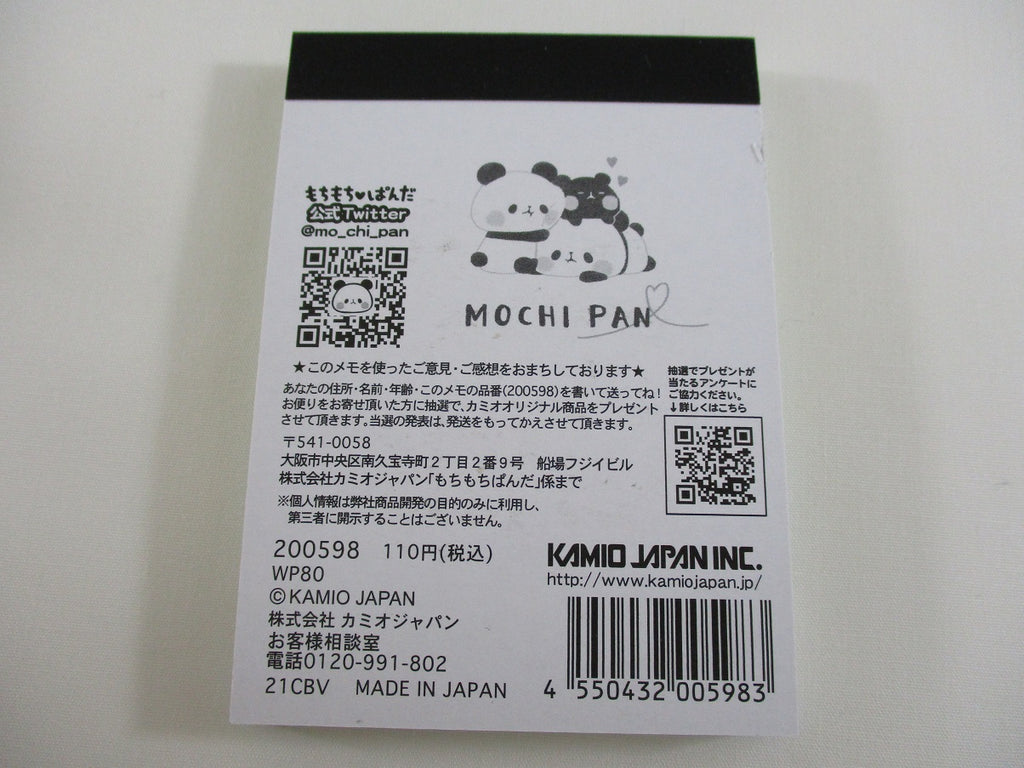 もちもち♥ぱんだ
公式Twitter
@mo_chi_pan
MOCHI PAN
★このメモを使ったご意見・ご感想をおまちしております★
あなたの住所・名前・年齢・このメモの品番(200598)を書いて送ってね!
お便りをお寄せ頂いた方に抽選で、カミオオリジナル商品をプレゼント
させて頂きます。当選の発表は、発送をもってかえさせて頂きます。
〒541-0058
大阪市中央区南久宝寺町2丁目2番9号 船場フジイビル
株式会社カミオジャパン「もちもちぱんだ」係まで
※個人情報は弊社商品開発の目的のみに利用し、
第三者に開示することはございません。
抽選でプレゼントが
当たるアンケートに
ご協力ください。
↓詳しくはこちら
200598 110円(税込)
WP80
©KAMIO JAPAN
株式会社 カミオジャパン
お客様相談室
電話0120-991-802
21CBV MADE IN JAPAN
KAMIO JAPAN INC.
http://www.kamiojapan.jp/
4 550432 005983